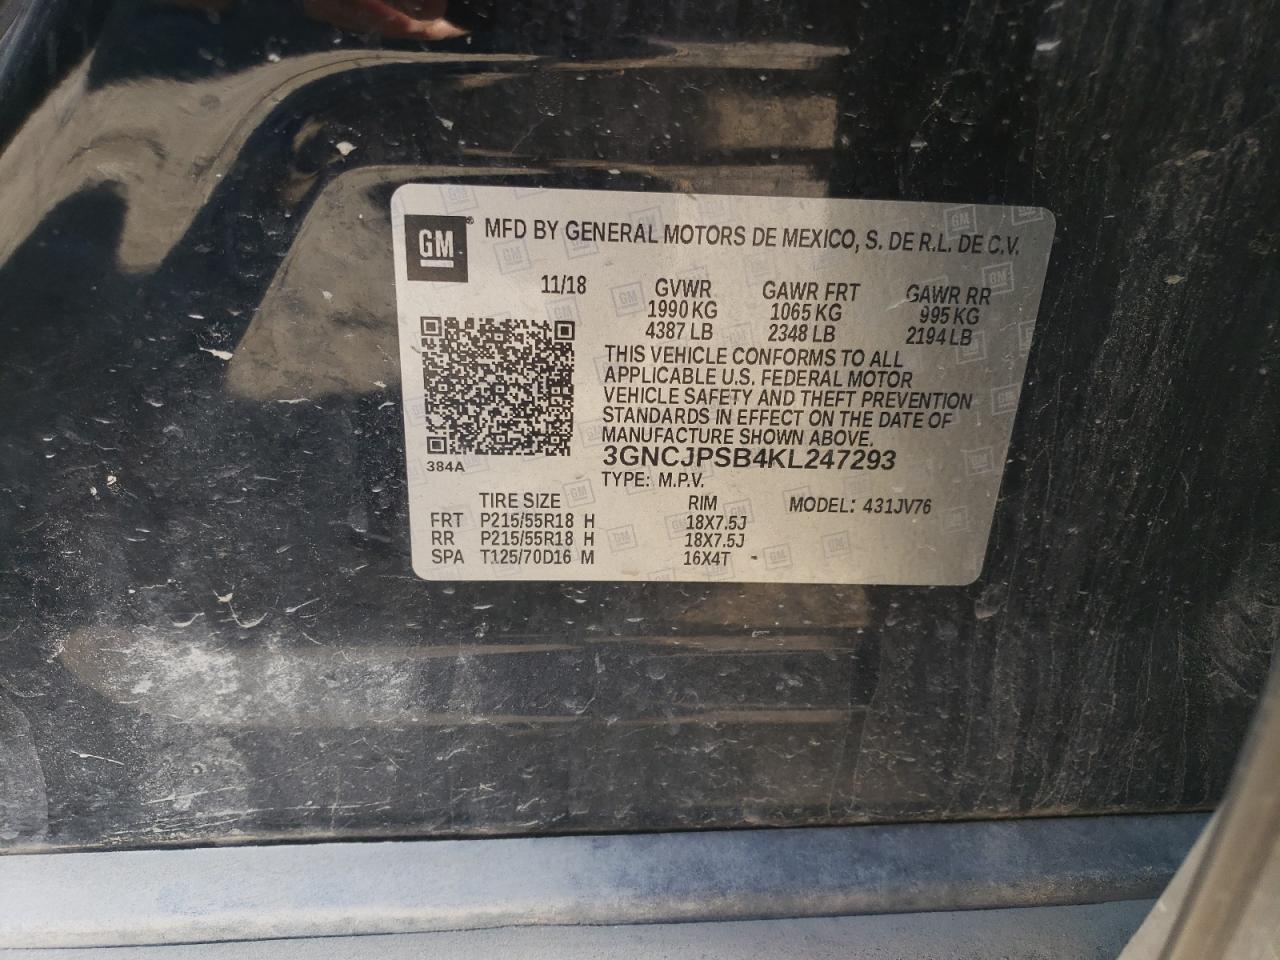 GM
MFD BY GENERAL MOTORS DE MEXICO, S. DE R.L. DE C.V.
11/18 GVWR GAWR FRT GAWR RR
1990 KG 1065 KG 995 KG
4387 LB 2348 LB 2194 LB
THIS VEHICLE CONFORMS TO ALL
APPLICABLE U.S. FEDERAL MOTOR
VEHICLE SAFETY AND THEFT PREVENTION
STANDARDS IN EFFECT ON THE DATE OF
MANUFACTURE SHOWN ABOVE.
3GNCJPSB4KL247293
384A
TYPE: M.P.V.
TIRE SIZE RIM MODEL: 431JV76
FRT P215/55R18 H 18X7.5J
RR P215/55R18 H 18X7.5J
SPA T125/70D16 M 16X4T